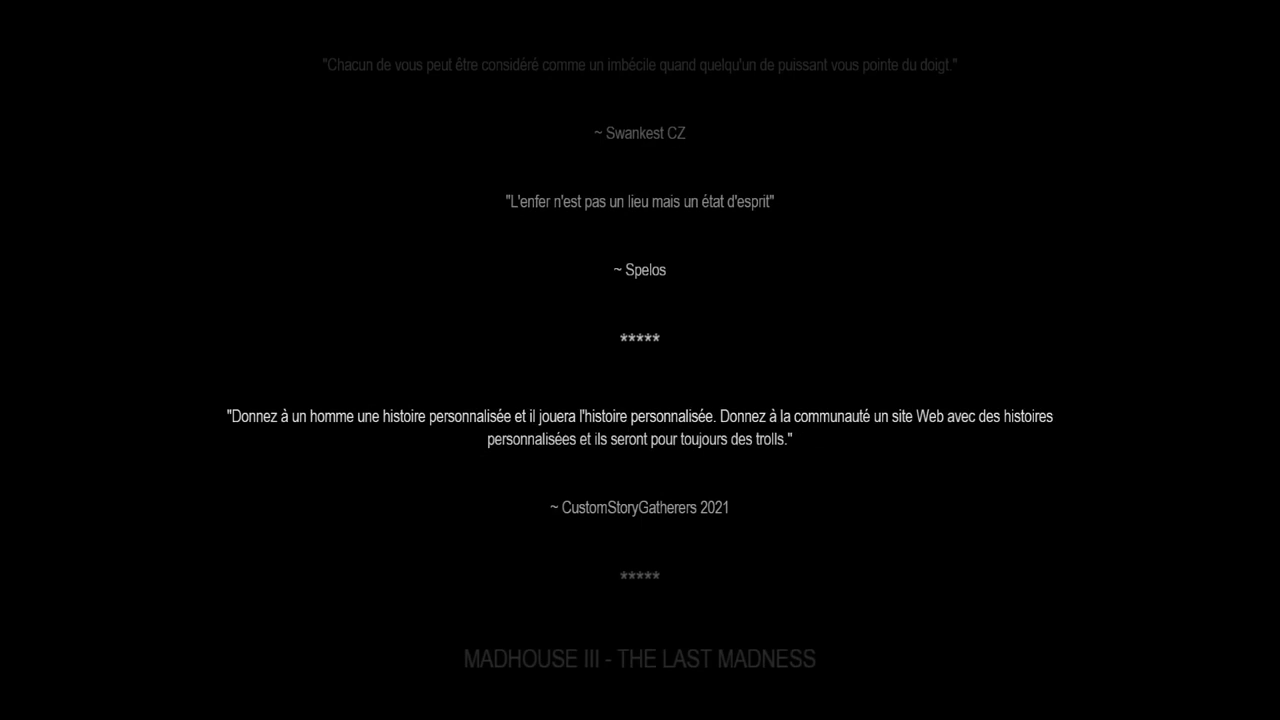 "Chacun de vous peut être considéré comme un imbécile quand quelqu'un de puissant vous pointe du doigt."
~ Swankest CZ
"L'enfer n'est pas un lieu mais un état d'esprit"
~ Spelos
*****
"Donnez à un homme une histoire personnalisée et il jouera l'histoire personnalisée. Donnez à la communauté un site Web avec des histoires
personnalisées et ils seront pour toujours des trolls."
~ CustomStoryGatherers 2021
*****
MADHOUSE III - THE LAST MADNESS